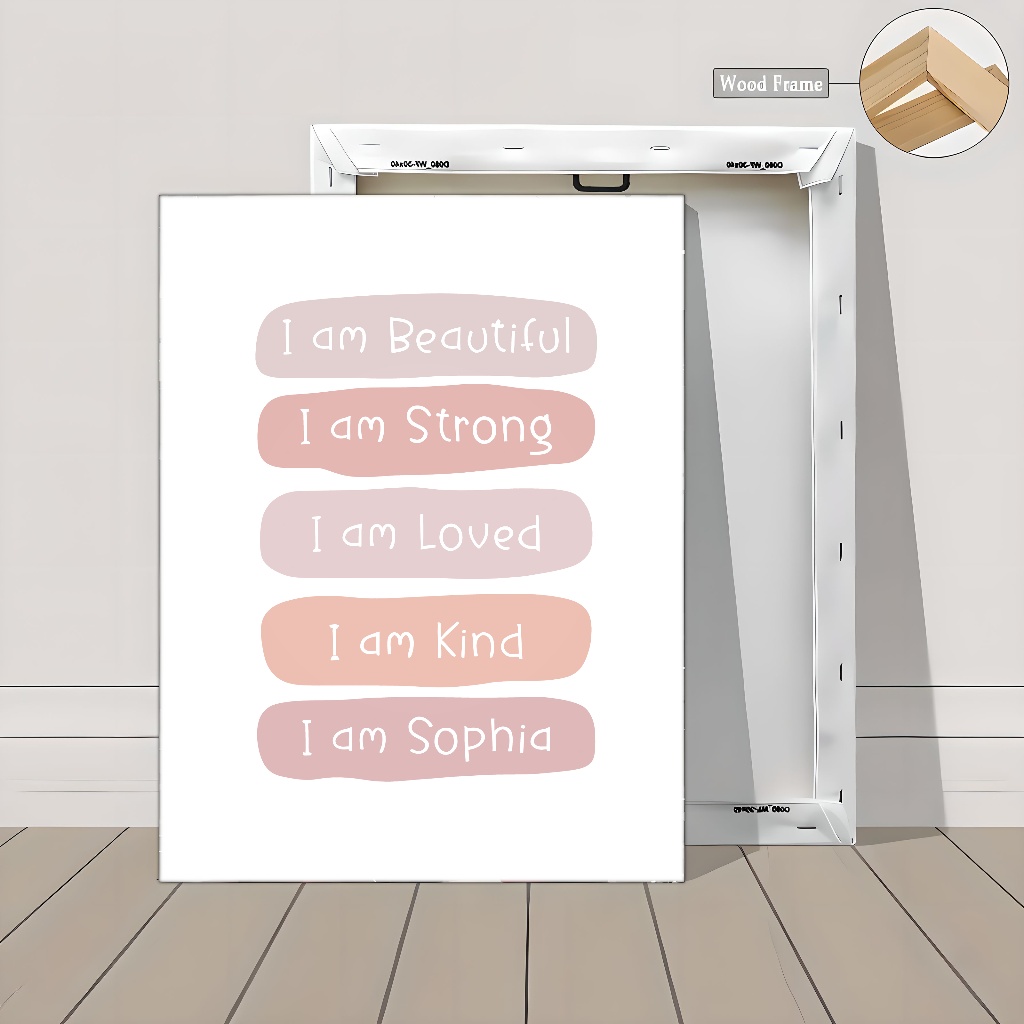 Wood Frame
I am Beautiful
I am Strong
I am Loved
I am Kind
I am Sophia